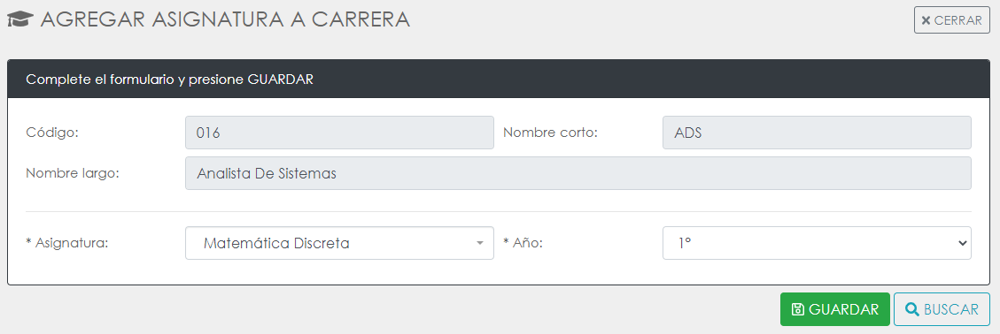 AGREGAR ASIGNATURA A CARRERA
CERRAR
Complete el formulario y presione GUARDAR
Código: 016 Nombre corto: ADS
Nombre largo: Analista De Sistemas
* Asignatura: Matemática Discreta * Año: 1°
GUARDAR BUSCAR